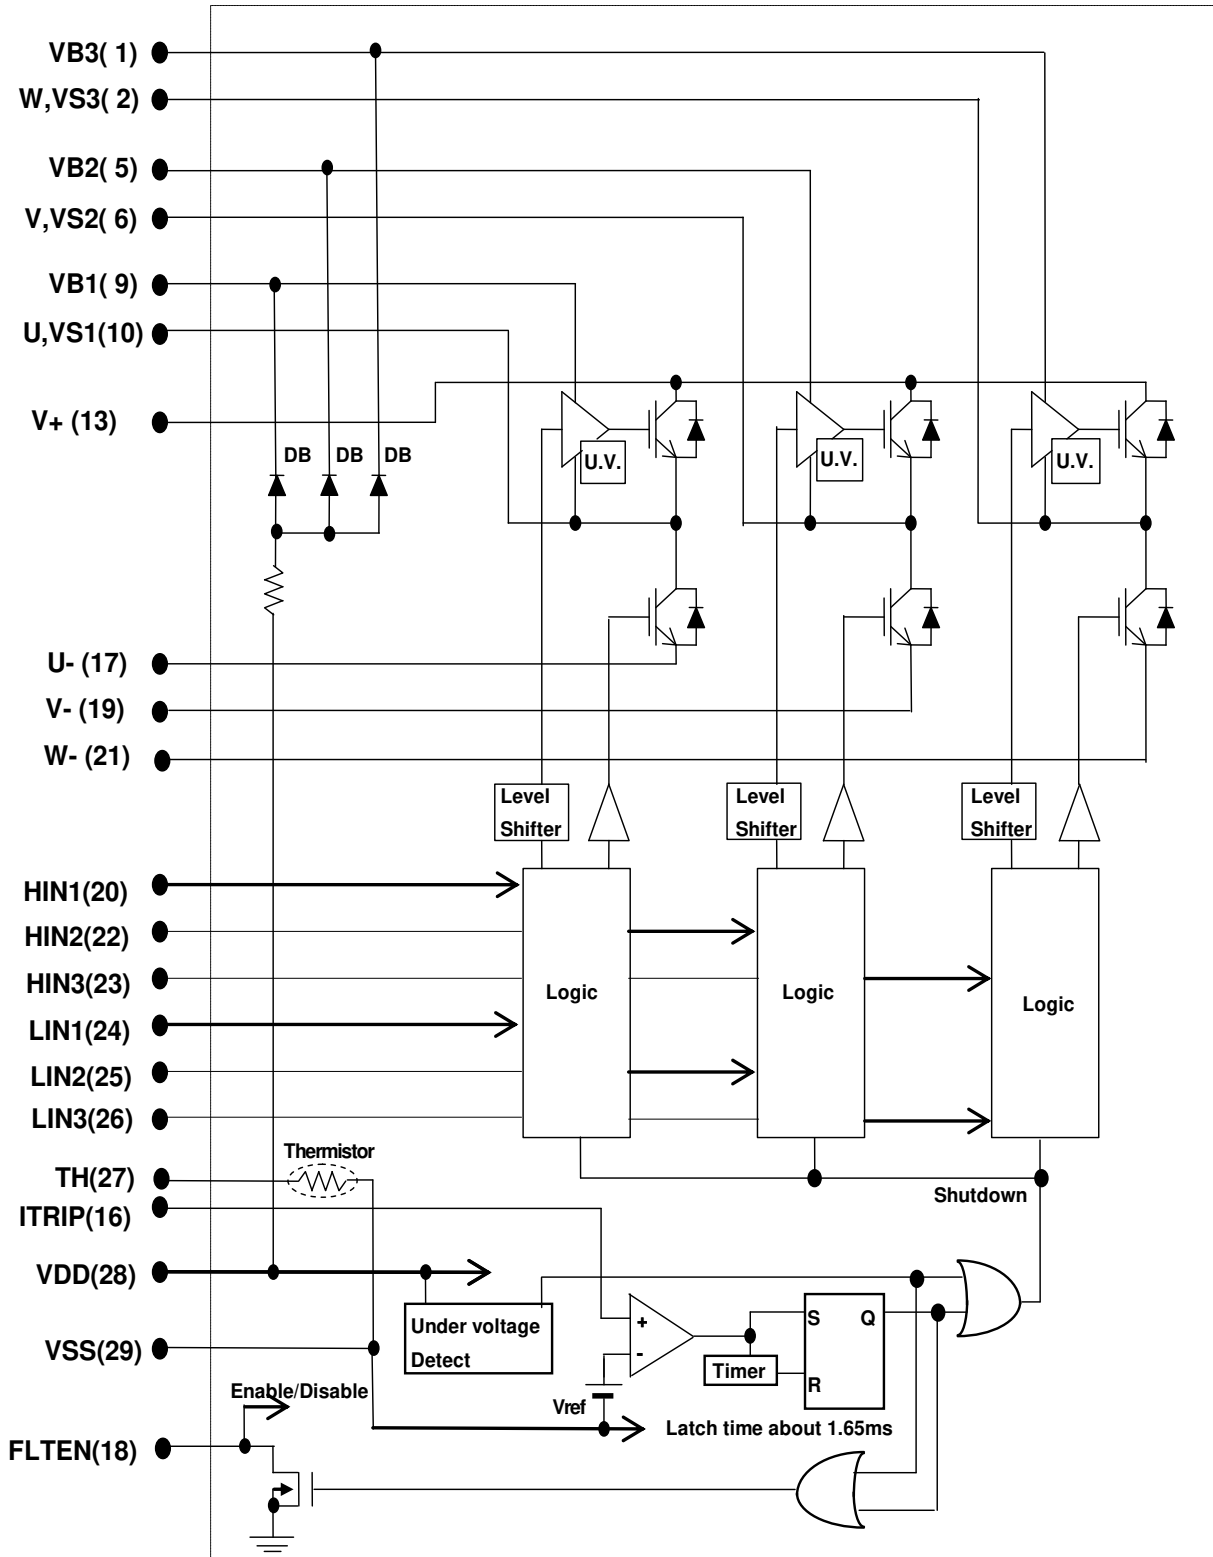 VB3( 1)
W,VS3( 2)
VB2( 5)
V,VS2( 6)
VB1( 9)
U,VS1(10)
V+ (13)
DB DB DB
U.V. U.V. U.V.
U- (17)
V- (19)
W- (21)
Level Shifter
Level Shifter
Level Shifter
HIN1(20)
HIN2(22)
HIN3(23)
LIN1(24)
LIN2(25)
LIN3(26)
Logic Logic Logic
Thermistor
TH(27)
ITRIP(16)
Shutdown
VDD(28)
Under voltage
Detect
+
-
S Q
R
Timer
VSS(29)
Enable/Disable
Vref
Latch time about 1.65ms
FLTEN(18)